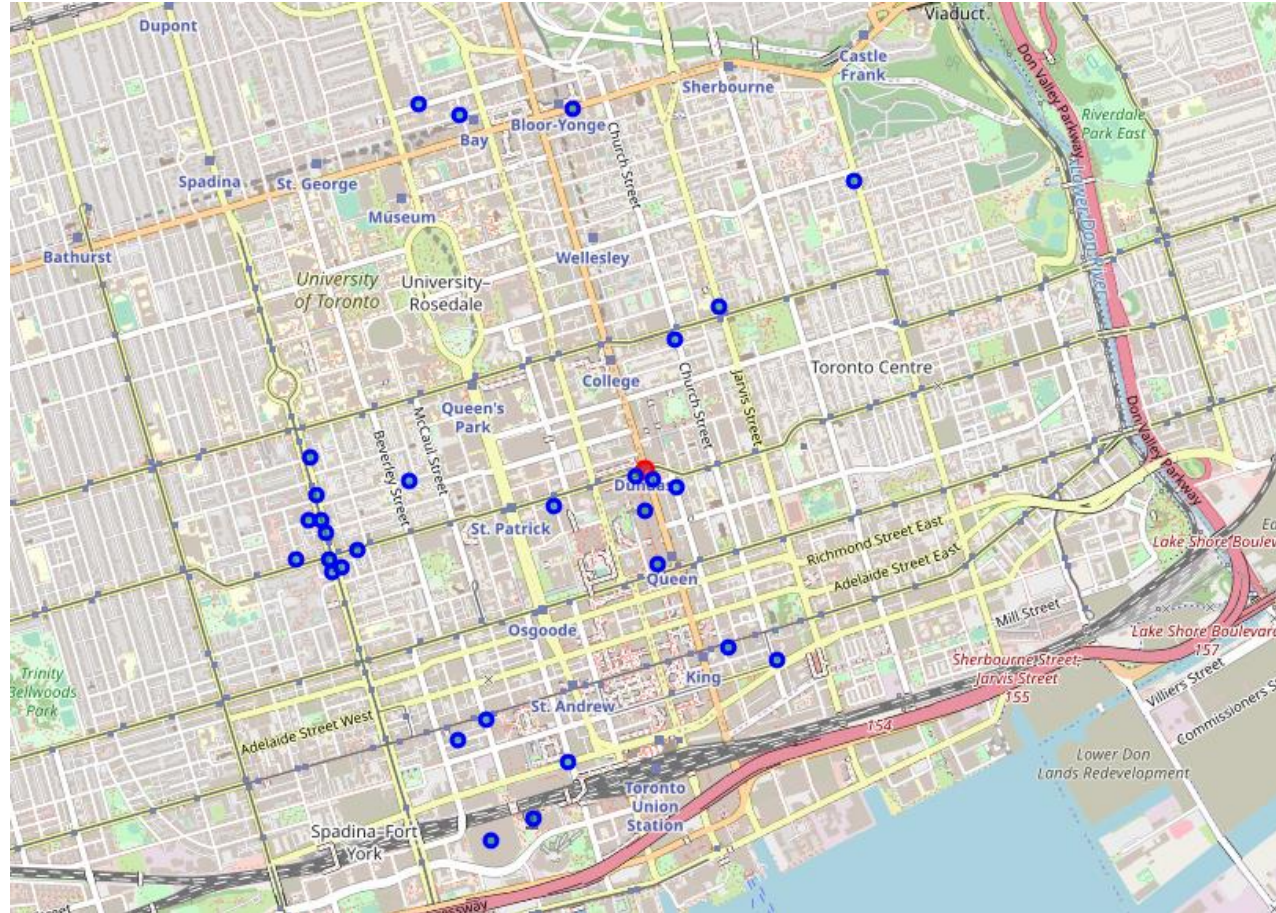 Dupont
Viaduct
Castle
Frank
Don Valley Parkway
Sherbourne
Riverdale
Park East
Bloor-Yonge
Bay
Church Street
Spadina
St. George
Museum
Lower Don River
Bathurst
Wellesley
University
of Toronto
University–
Rosedale
Toronto Centre
College
Church Street
Jarvis Street
Queen's
Park
McCaul Street
Beverley Street
Don Valley Parkway
St. Patrick
Richmond Street East
Lake Shore Boulev
Queen
Adelaide Street East
Mill Street
Osgoode
Lake Shore Boulevard
157
Trinity
Bellwoods
Park
King
Sherbourne Street;
Jarvis Street
155
Villiers Street
St. Andrew
Commissioners S
Adelaide Street West
154
Lower Don
Lands Redevelopment
Toronto
Union
Station
Spadina–Fort
York
essway